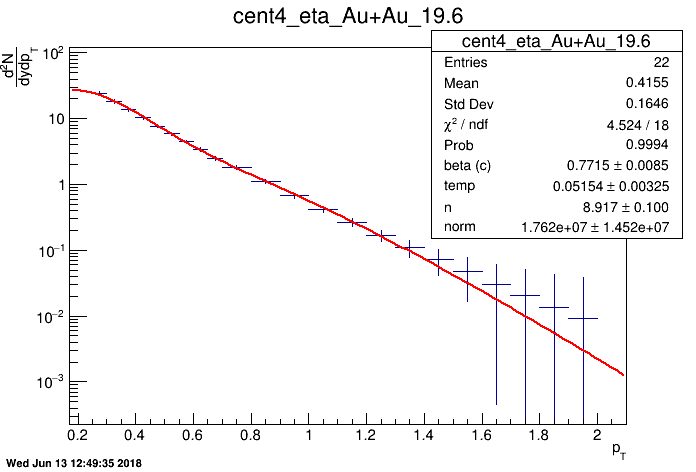 cent4_eta_Au+Au_19.6
d²N
dydp_T
cent4_eta_Au+Au_19.6
Entries 22
Mean 0.4155
Std Dev 0.1646
χ² / ndf 4.524 / 18
Prob 0.9994
beta (c) 0.7715 ± 0.0085
temp 0.05154 ± 0.00325
n 8.917 ± 0.100
norm 1.762e+07 ± 1.452e+07
10²
10
1
10⁻¹
10⁻²
10⁻³
0.2 0.4 0.6 0.8 1 1.2 1.4 1.6 1.8 2
p_T
Wed Jun 13 12:49:35 2018